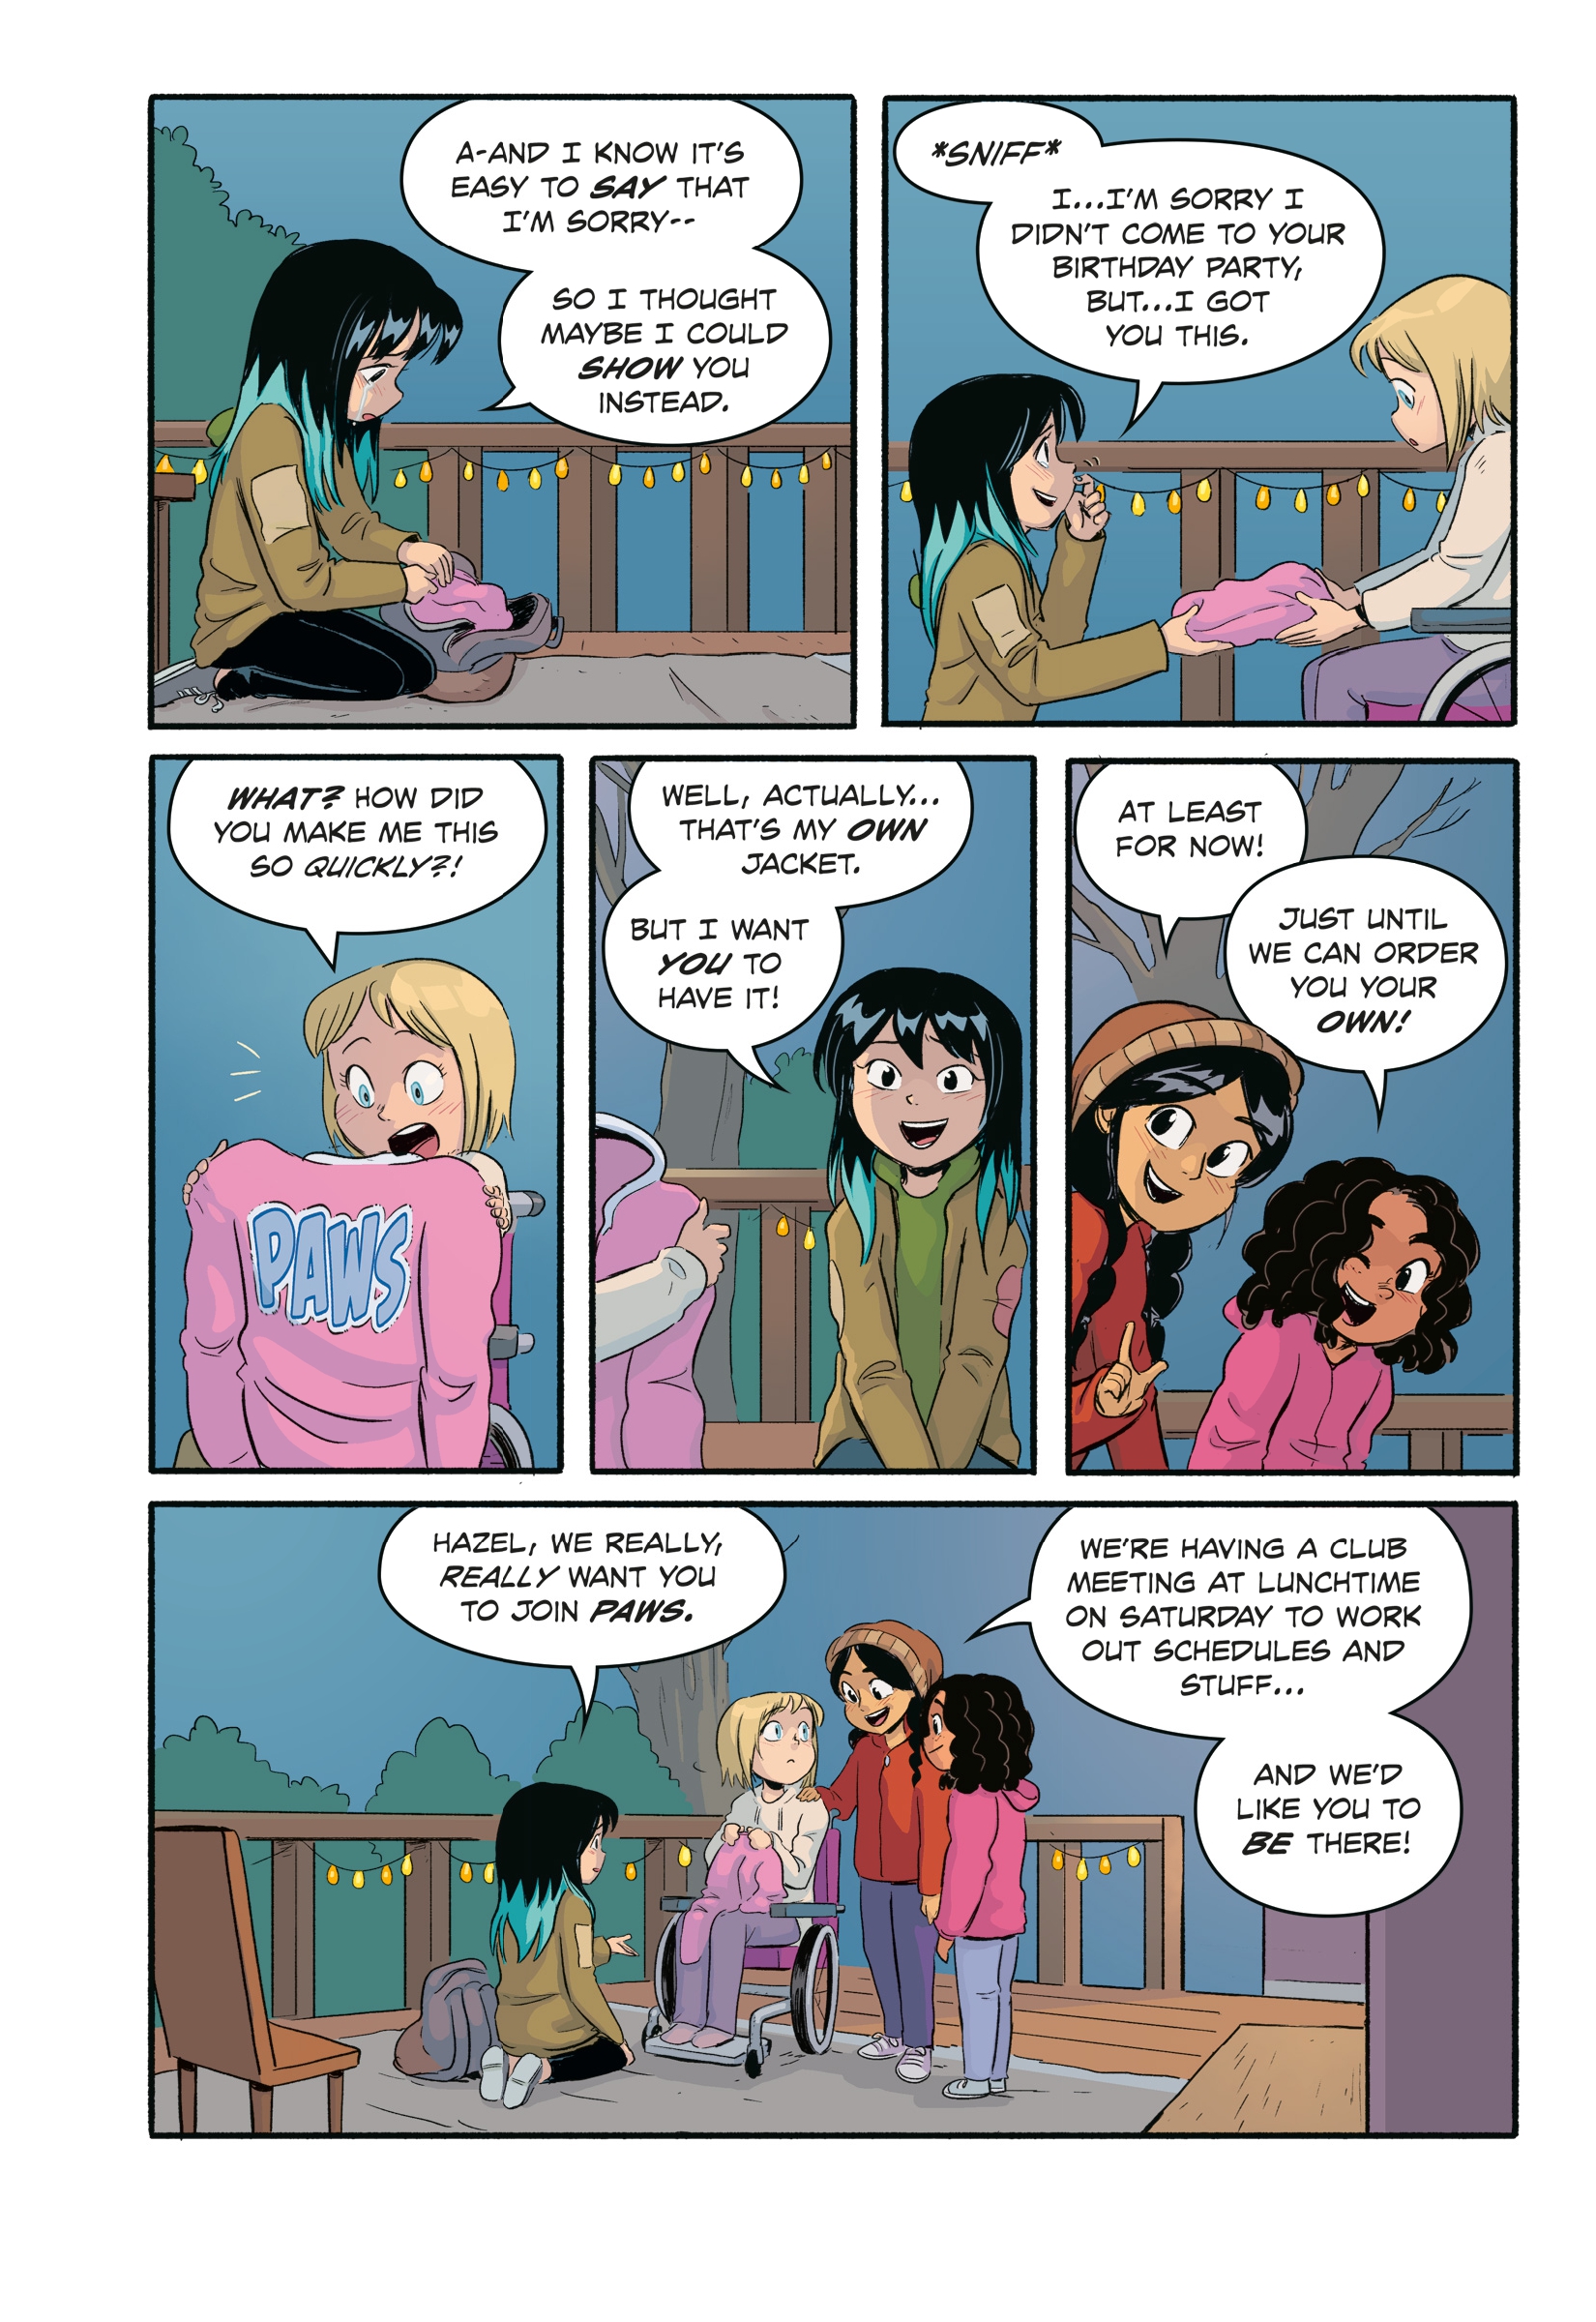 A-AND I KNOW IT'S
EASY TO SAY THAT
I'M SORRY--
SO I THOUGHT
MAYBE I COULD
SHOW YOU
INSTEAD.
*SNIFF*
I...I'M SORRY I
DIDN'T COME TO YOUR
BIRTHDAY PARTY,
BUT...I GOT
YOU THIS.
WHAT? HOW DID
YOU MAKE ME THIS
SO QUICKLY?!
PAWS
WELL, ACTUALLY...
THAT'S MY OWN
JACKET.
BUT I WANT
YOU TO
HAVE IT!
AT LEAST
FOR NOW!
JUST UNTIL
WE CAN ORDER
YOU YOUR
OWN!
HAZEL, WE REALLY,
REALLY WANT YOU
TO JOIN PAWS.
WE'RE HAVING A CLUB
MEETING AT LUNCHTIME
ON SATURDAY TO WORK
OUT SCHEDULES AND
STUFF...
AND WE'D
LIKE YOU TO
BE THERE!